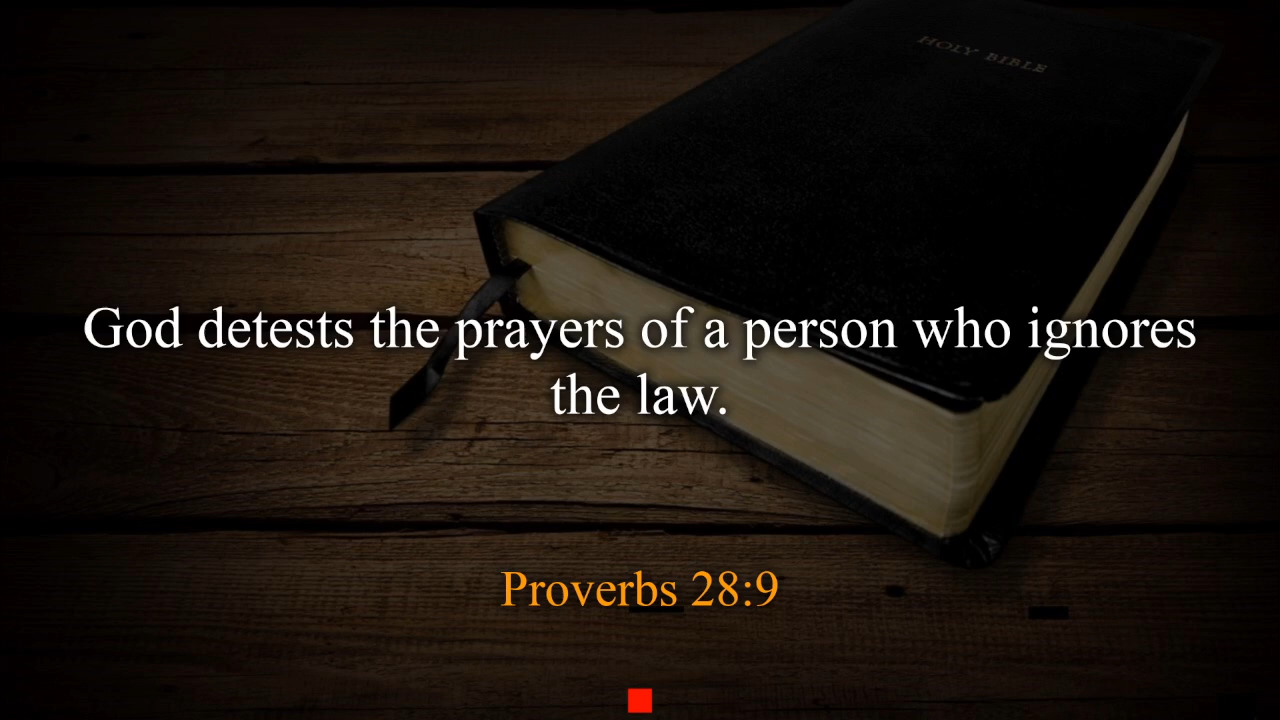 HOLY BIBLE
God detests the prayers of a person who ignores
the law.
Proverbs 28:9